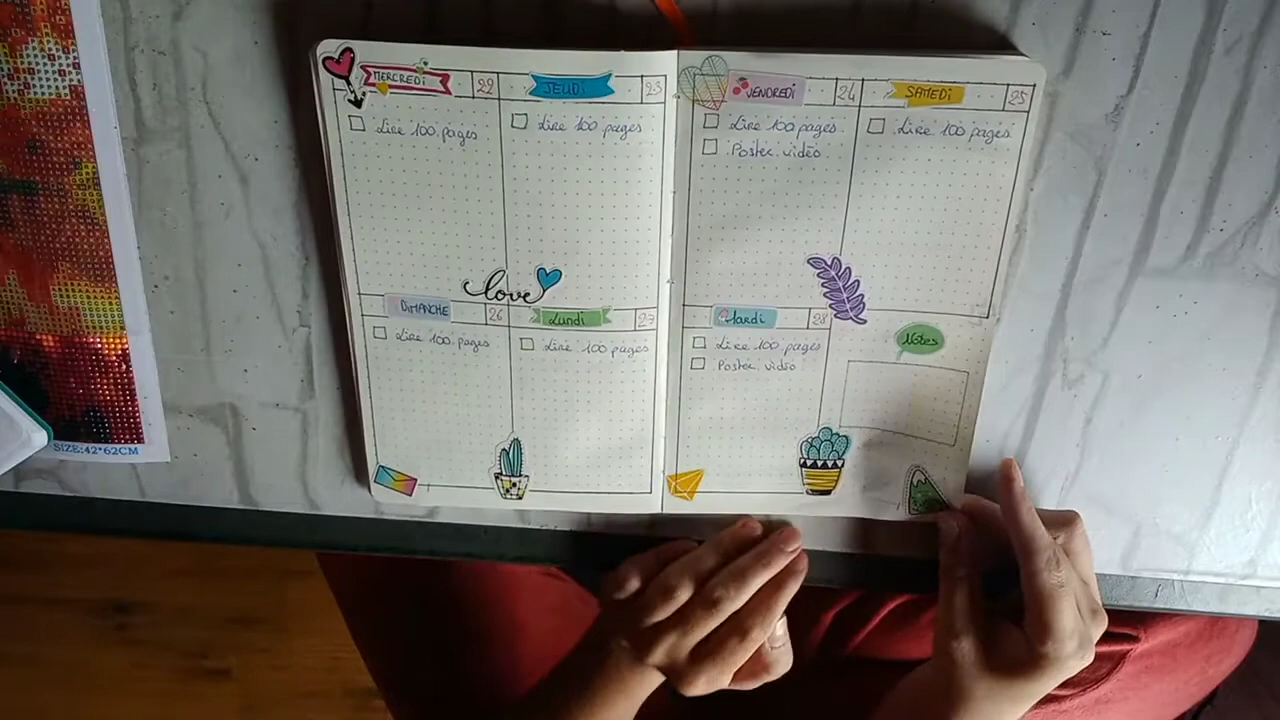 MERCREDI 22
Lire 100 pages
JEUDI 23
Lire 100 pages
VENDREDI 24
Lire 100 pages
Poster vidéo
SAMEDI 25
Lire 100 pages
love
DIMANCHE 26
Lire 100 pages
Lundi 27
Lire 100 pages
Mardi 28
Lire 100 pages
Poster vidéo
Notes
SIZE:42*62CM